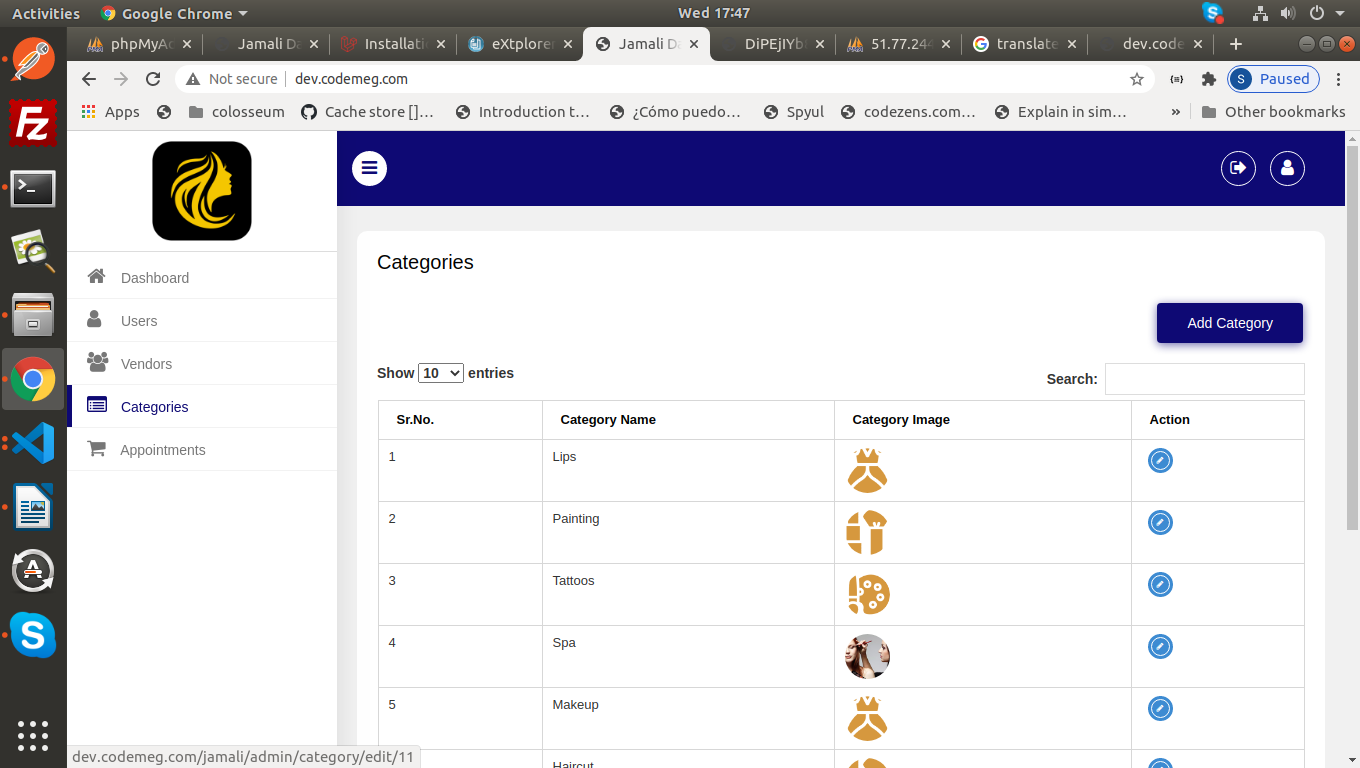 Activities Google Chrome Wed 17:47
phpMyAd Jamali Da Installatio eXtplorer Jamali Da DiPEjIYba 51.77.244 translate dev.code
Not secure dev.codemeg.com S Paused
Apps colosseum Cache store []… Introduction t… ¿Cómo puedo… Spyul codezens.com… Explain in sim… » Other bookmarks
Categories
Add Category
Dashboard
Users
Vendors
Categories
Appointments
Show 10 entries Search:
Sr.No. Category Name Category Image Action
1 Lips
2 Painting
3 Tattoos
4 Spa
5 Makeup
Haircut
dev.codemeg.com/jamali/admin/category/edit/11